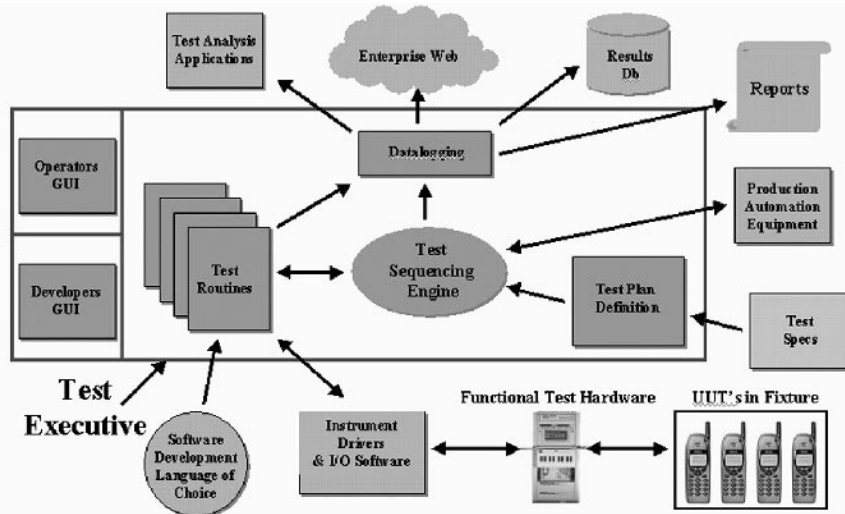 Test Analysis
Applications
Enterprise Web
Results
Db
Reports
Operators
GUI
Datalogging
Production
Automation
Equipment
Developers
GUI
Test
Routines
Test
Sequencing
Engine
Test Plan
Definition
Test
Specs
Test
Executive
Software
Development
Language of
Choice
Instrument
Drivers
& I/O Software
Functional Test Hardware
UUT's in Fixture